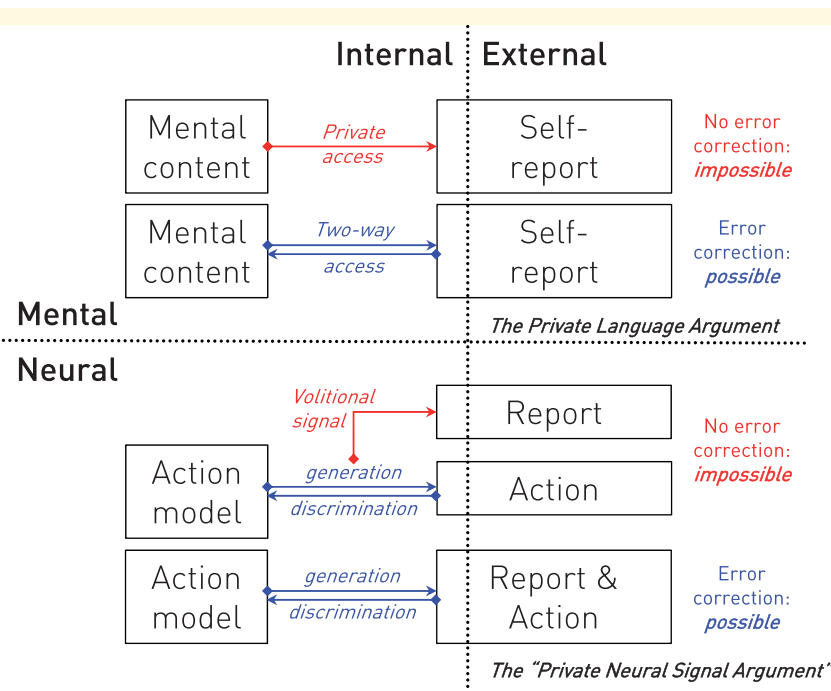 Internal External
Mental
content
Private
access
Self-
report
No error
correction:
impossible
Mental
content
Two-way
access
Self-
report
Error
correction:
possible
Mental
The Private Language Argument
Neural
Volitional
signal
Report
No error
correction:
impossible
Action
model
generation
discrimination
Action
Action
model
generation
discrimination
Report &
Action
Error
correction:
possible
The "Private Neural Signal Argument"